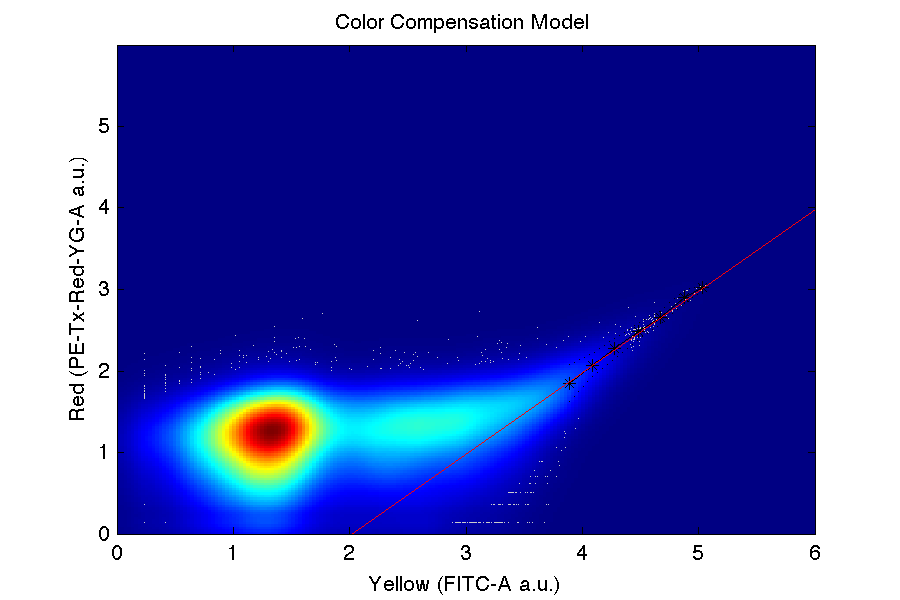 Color Compensation Model
5
4
3
2
1
0
0 1 2 3 4 5 6
Red (PE-Tx-Red-YG-A a.u.)
Yellow (FITC-A a.u.)